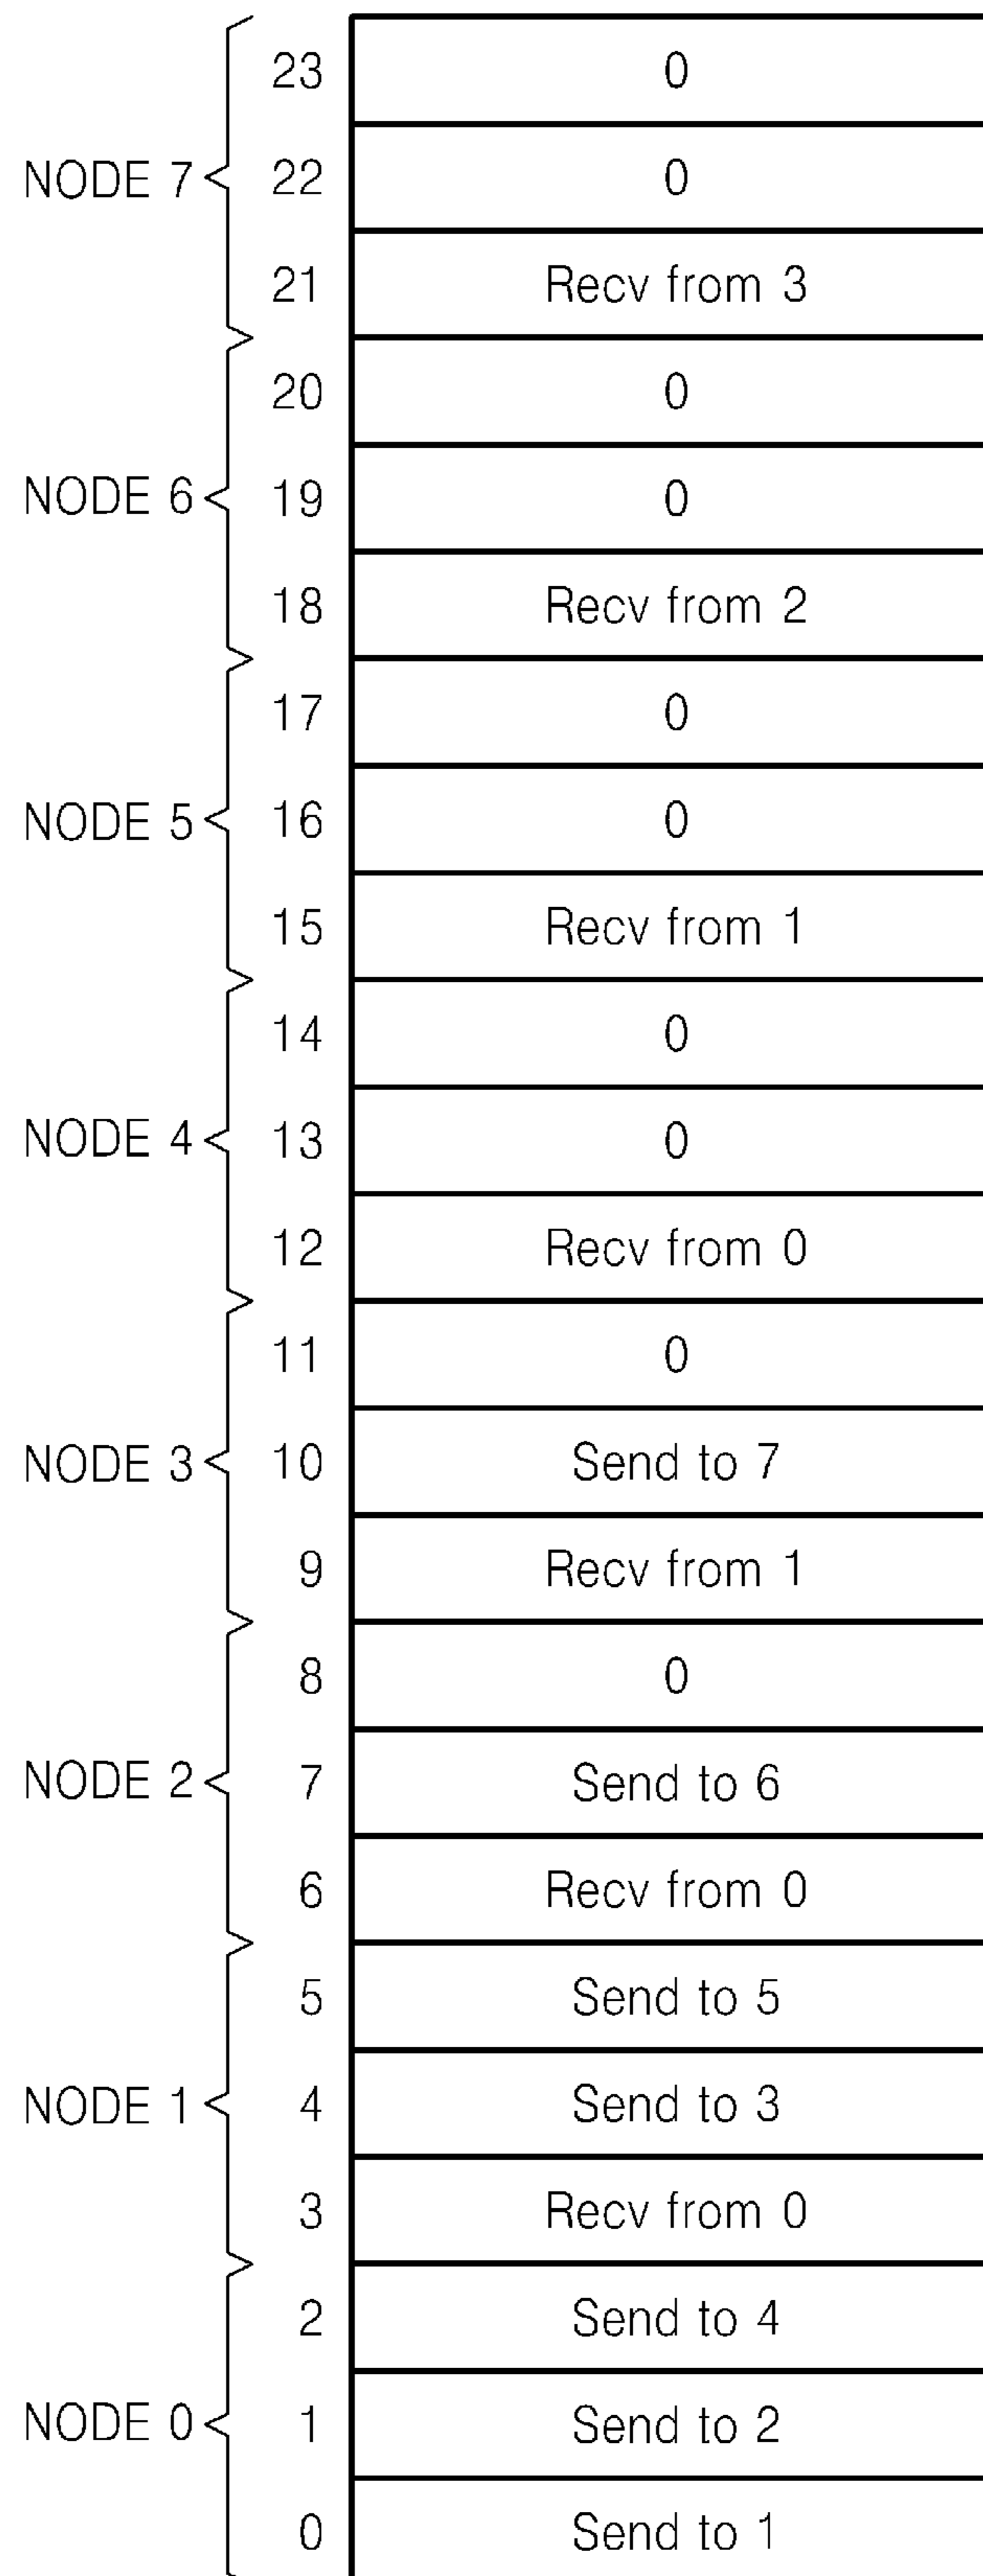 23 0
NODE 7 22 0
21 Recv from 3
20 0
NODE 6 19 0
18 Recv from 2
17 0
NODE 5 16 0
15 Recv from 1
14 0
NODE 4 13 0
12 Recv from 0
11 0
NODE 3 10 Send to 7
9 Recv from 1
8 0
NODE 2 7 Send to 6
6 Recv from 0
5 Send to 5
NODE 1 4 Send to 3
3 Recv from 0
2 Send to 4
NODE 0 1 Send to 2
0 Send to 1